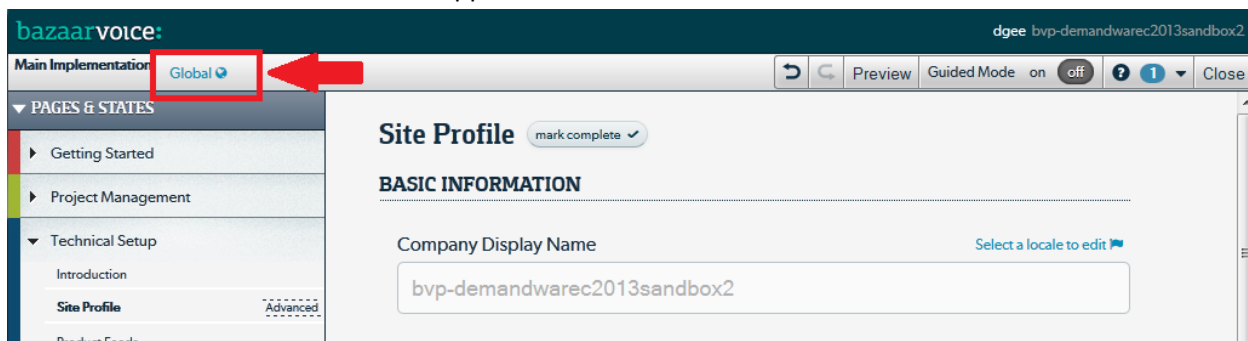 bazaarvoice:
dgee bvp-demandwarec2013sandbox2
Main Implementation Global
Preview Guided Mode on off ? 1 Close
PAGES & STATES
Site Profile mark complete
Getting Started
BASIC INFORMATION
Project Management
Technical Setup
Company Display Name Select a locale to edit
Introduction
bvp-demandwarec2013sandbox2
Site Profile Advanced